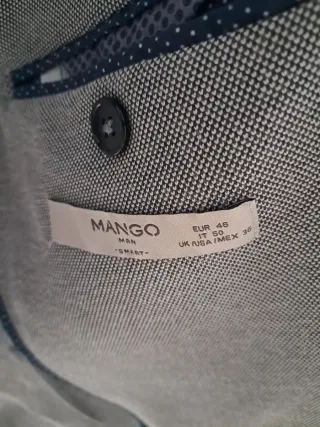 MANGO
MAN
-SMART-
EUR 46
IT 50
UK/USA/MEX 36